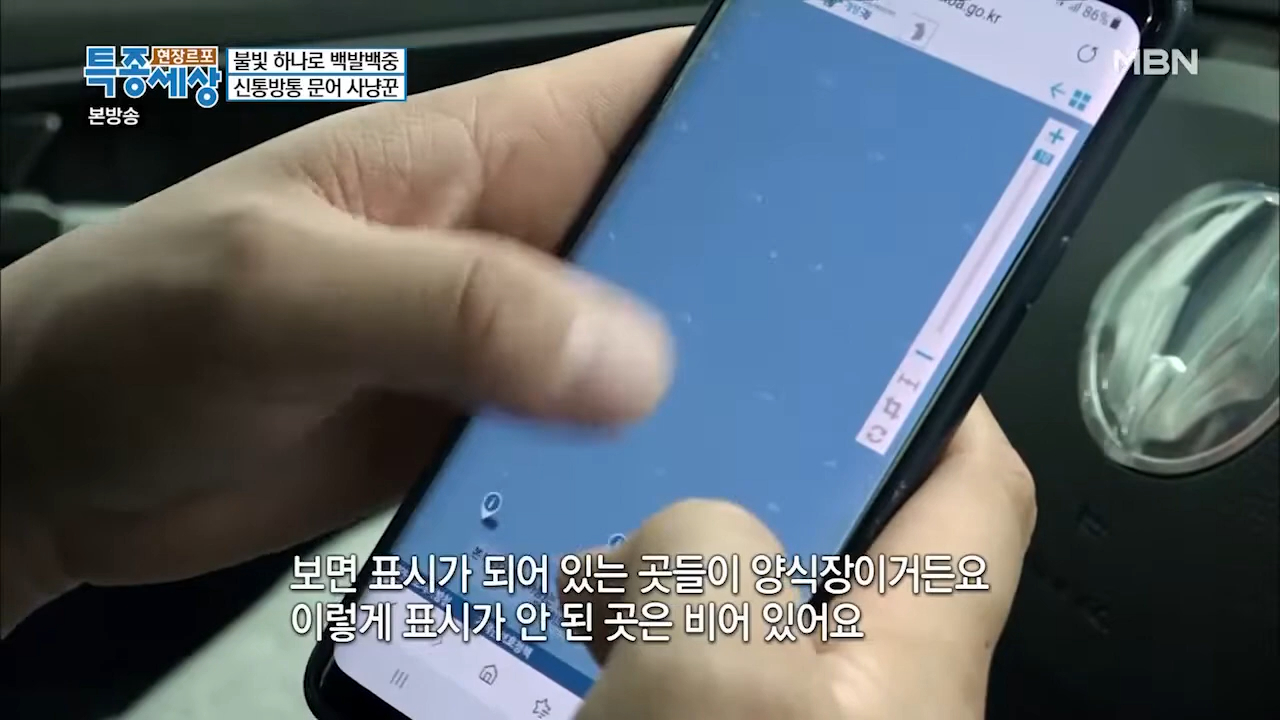 현장르포
특종세상
본방송
불빛 하나로 백발백중
신통방통 문어 사냥꾼
MBN
.go.kr
86%
보면 표시가 되어 있는 곳들이 양식장이거든요
이렇게 표시가 안 된 곳은 비어 있어요